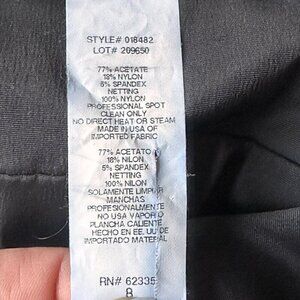 STYLE# 018482
LOT# 209650
77% ACETATE
18% NYLON
5% SPANDEX
NETTING
100% NYLON
PROFESSIONAL SPOT
CLEAN ONLY
NO DIRECT HEAT OR STEAM
MADE IN USA OF
IMPORTED FABRIC
77% ACETATO
18% NILON
5% SPANDEX
NETTING
100% NILON
SOLAMENTE LIMPIAR
MANCHAS
PROFESIONALMENTE
NO USA VAPOR O
PLANCHA CALIENTE
HECHO EN EE. UU DE
IMPORTADO MATERIAL
RN# 62335
8